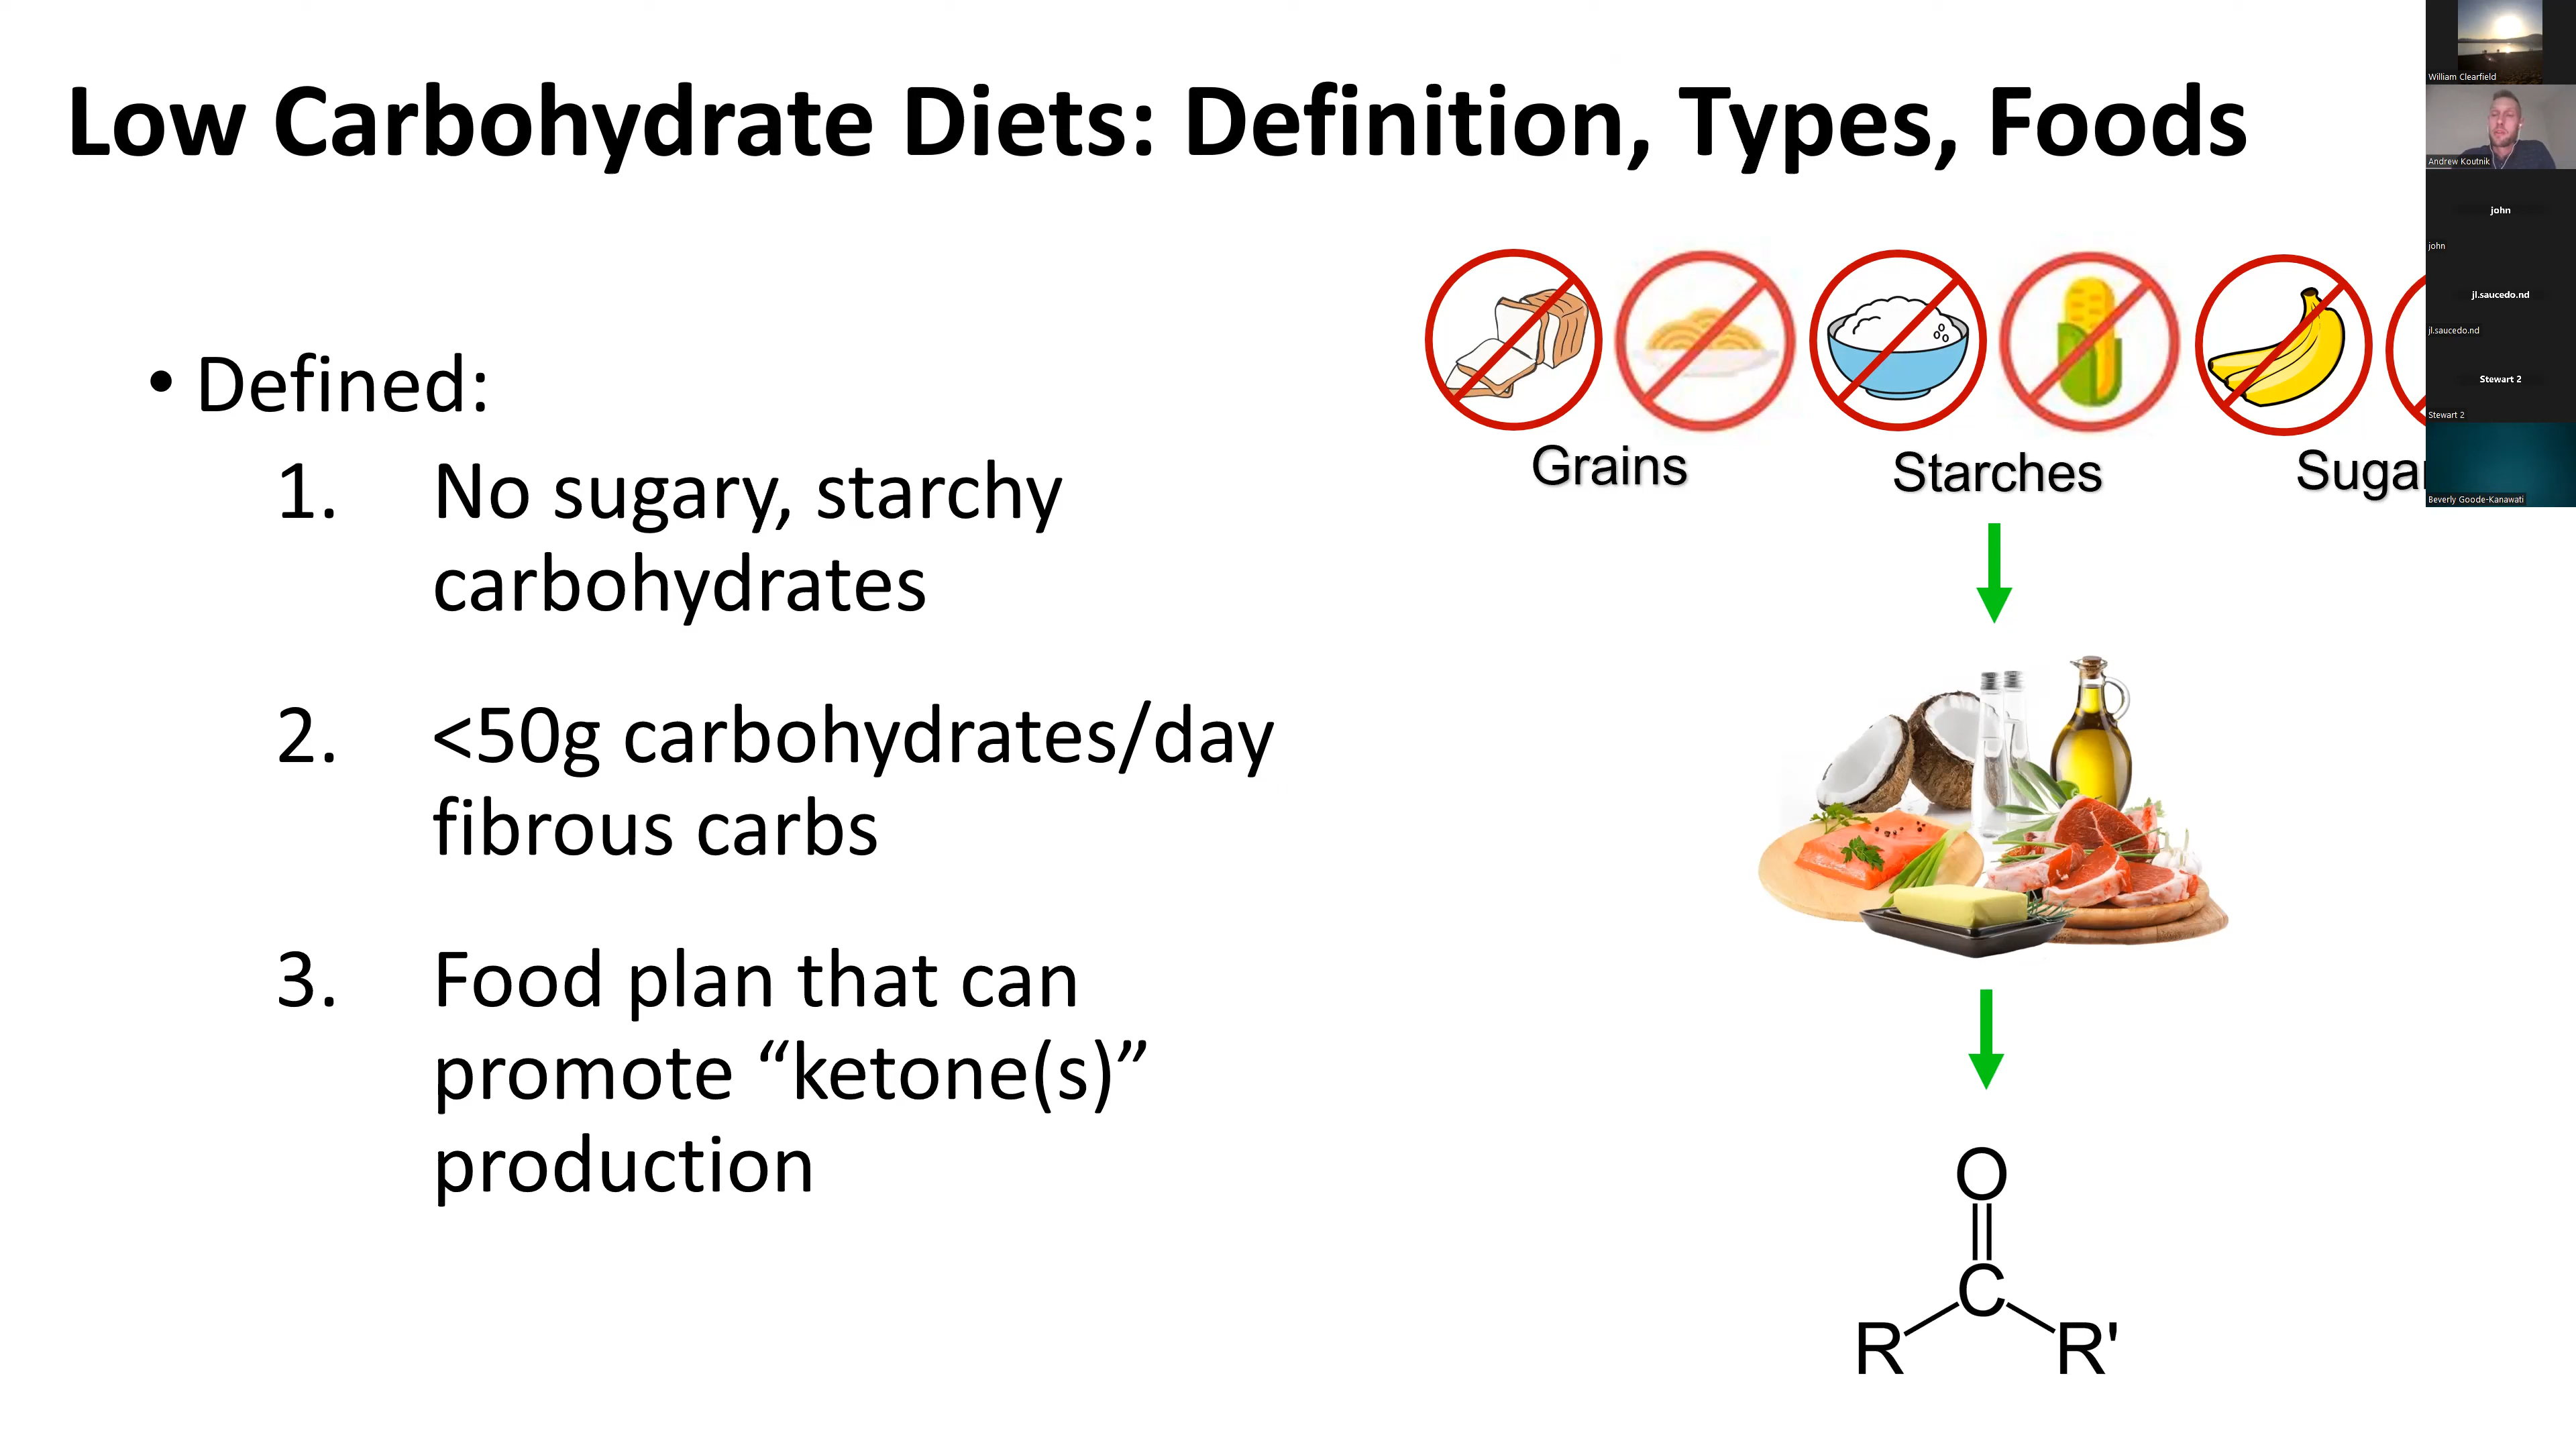 Low Carbohydrate Diets: Definition, Types, Foods
• Defined:
1. No sugary, starchy
carbohydrates
2. <50g carbohydrates/day
fibrous carbs
3. Food plan that can
promote “ketone(s)”
production
Grains
Starches
O
C
R
R'
William Clearfield
Andrew Koutnik
john
john
jl.saucedo.nd
jl.saucedo.nd
Stewart 2
Stewart 2
Beverly Goode-Kanawati